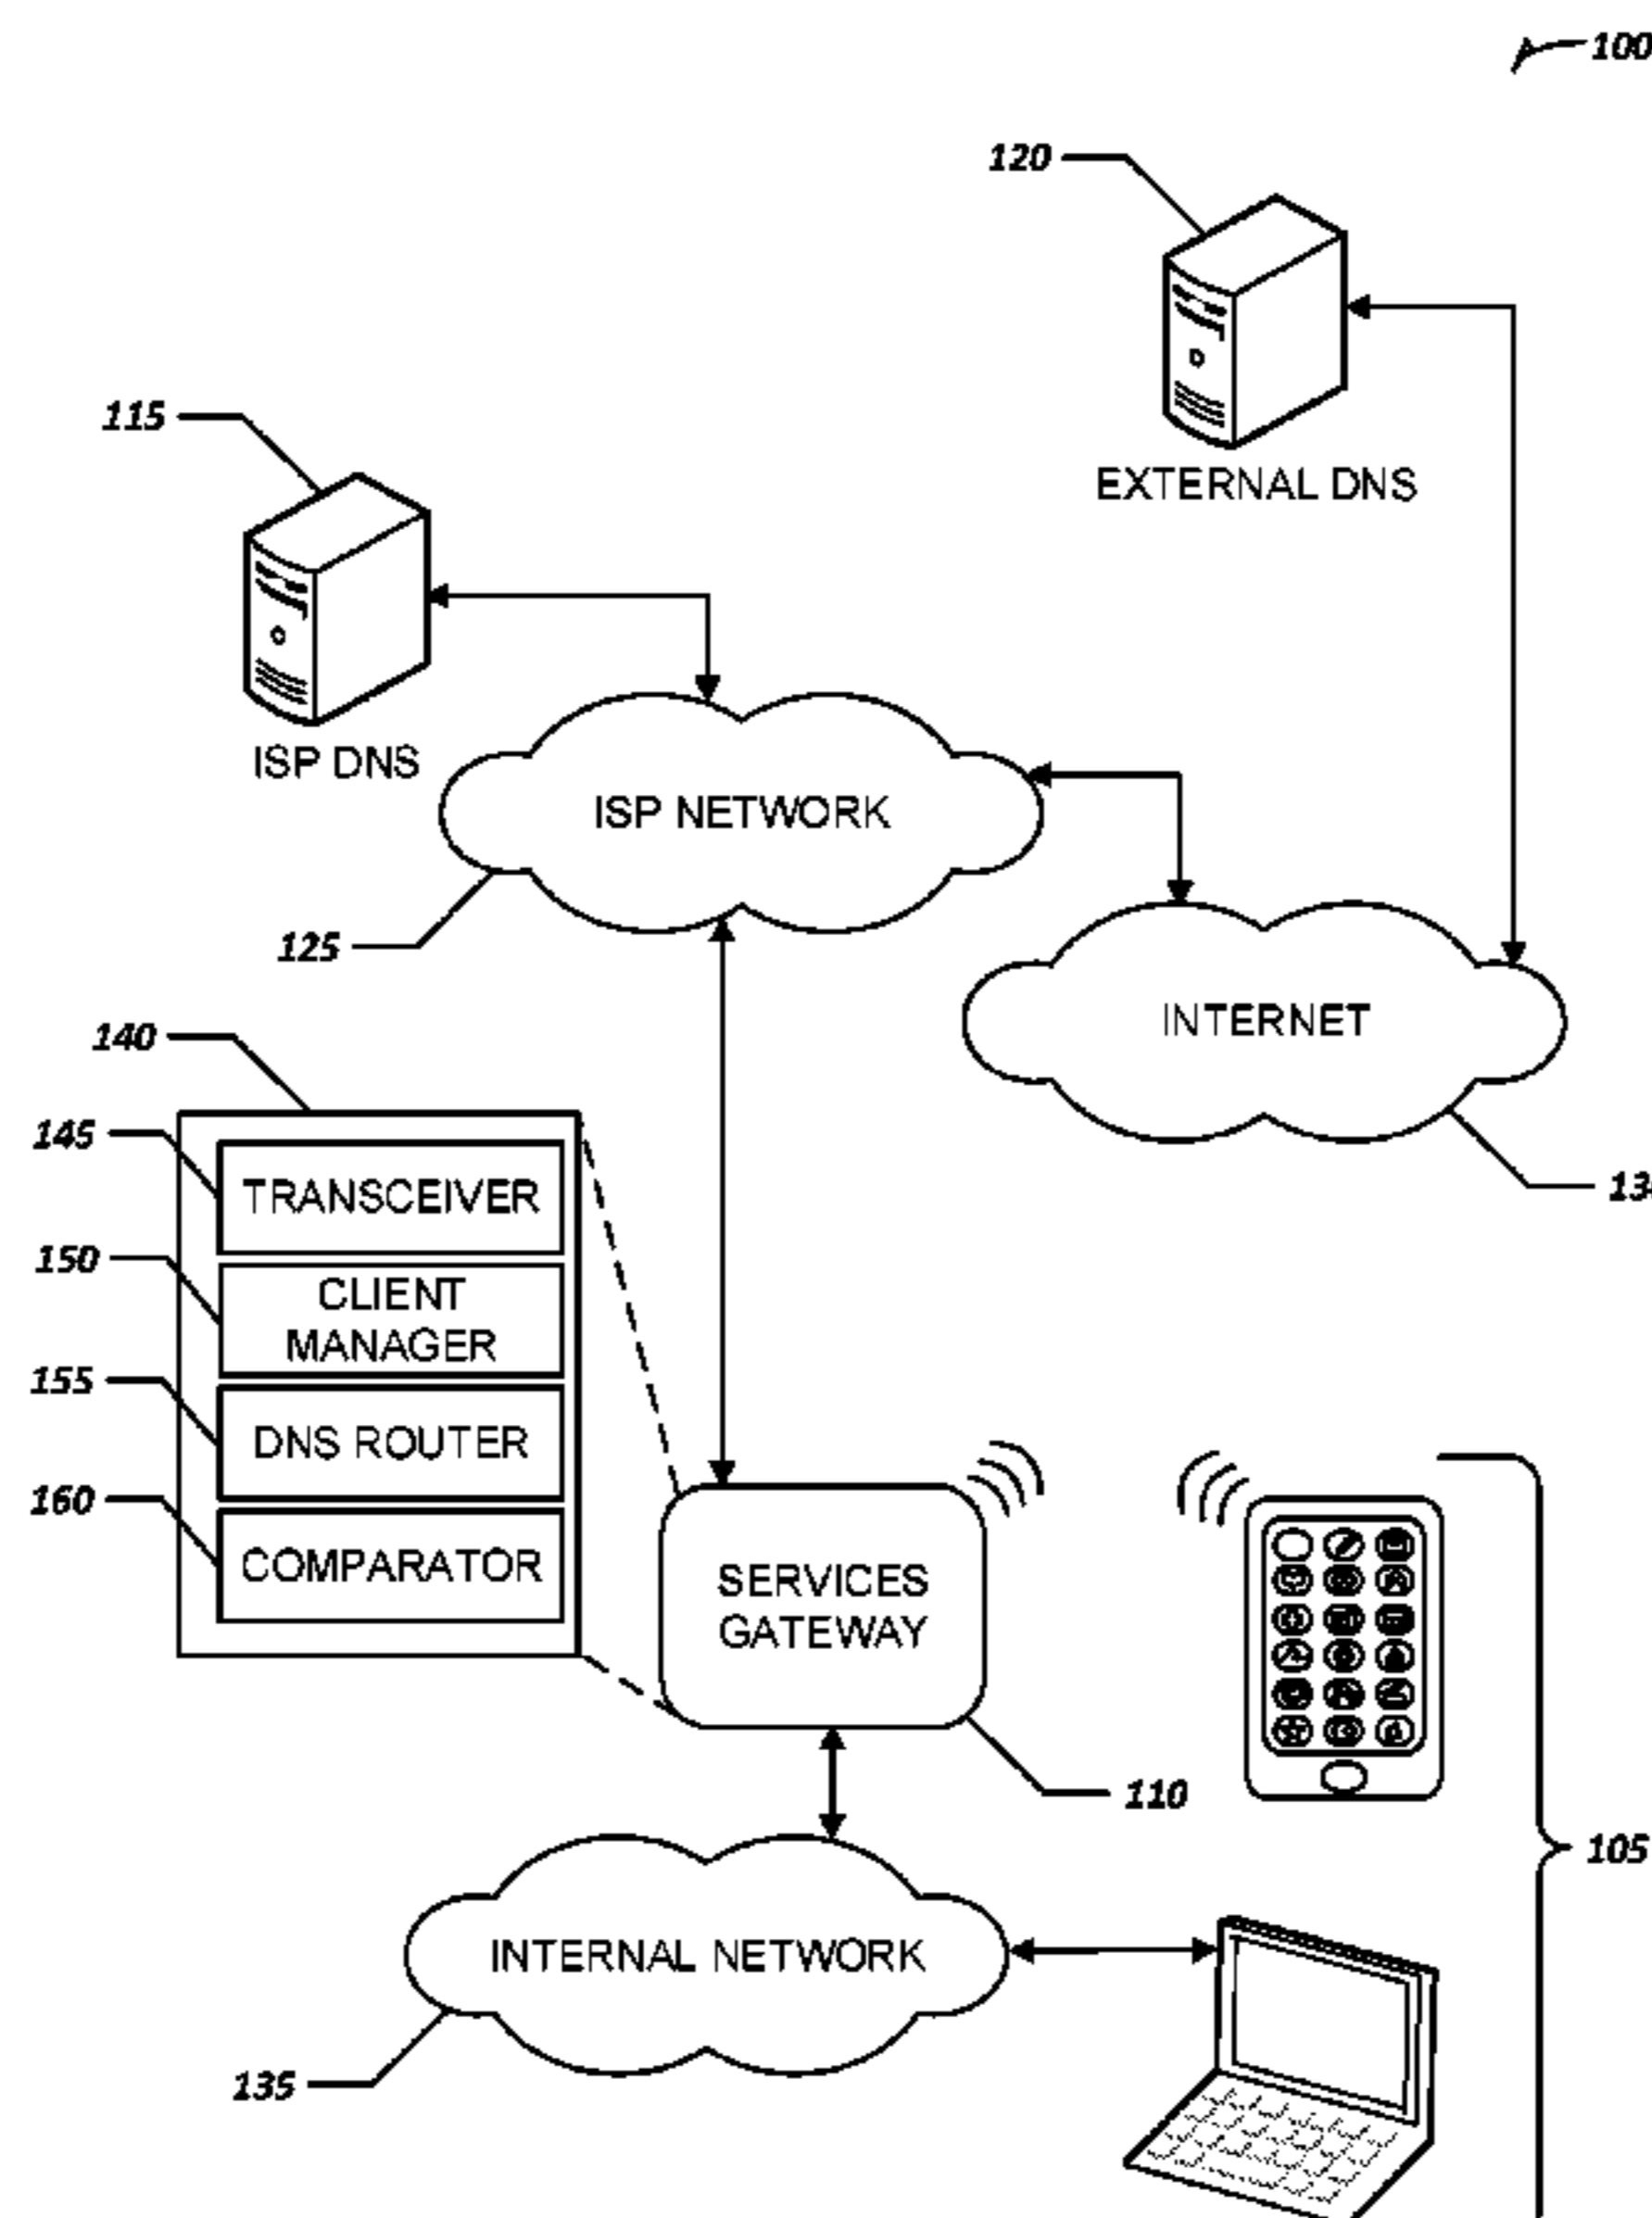 100
120
EXTERNAL DNS
115
ISP DNS
ISP NETWORK
125
INTERNET
140
145
TRANSCEIVER
150
CLIENT
MANAGER
155
DNS ROUTER
160
COMPARATOR
SERVICES
GATEWAY
110
105
INTERNAL NETWORK
135